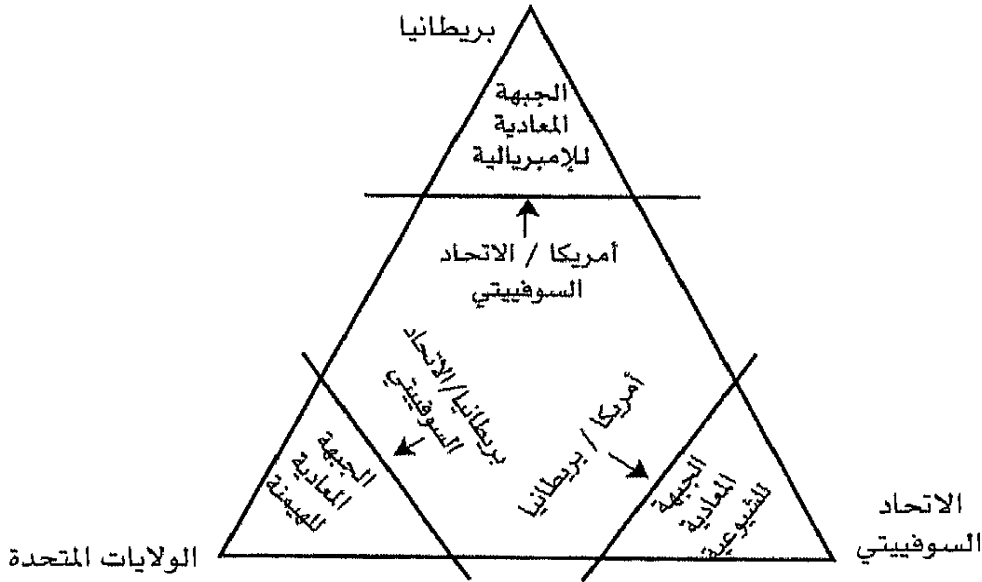 بريطانيا
الجبهة
المعادية
للإمبريالية
أمريكا / الاتحاد
السوفييتي
بريطانيا/الاتحاد
السوفييتي
أمريكا / بريطانيا
الجبهة
المعادية
للهيمنة
الجبهة
المعادية
للشيوعية
الاتحاد
السوفييتي
الولايات المتحدة